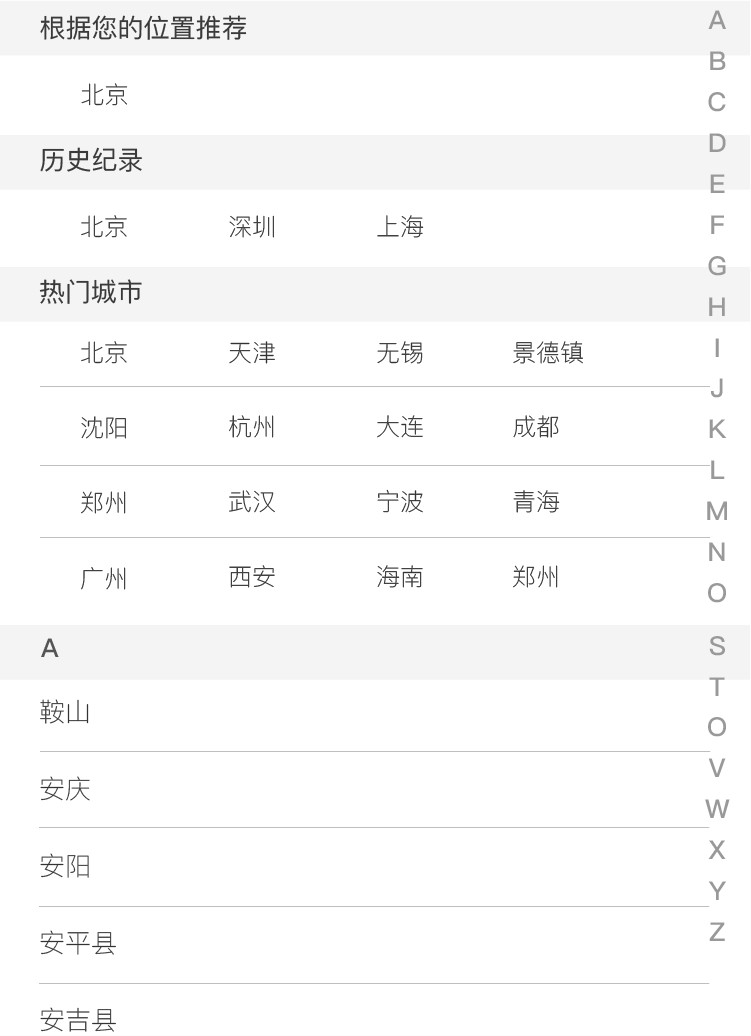 根据您的位置推荐
北京
历史纪录
北京 深圳 上海
热门城市
北京 天津 无锡 景德镇
沈阳 杭州 大连 成都
郑州 武汉 宁波 青海
广州 西安 海南 郑州
A
鞍山
安庆
安阳
安平县
安吉县
A
B
C
D
E
F
G
H
I
J
K
L
M
N
O
S
T
O
V
W
X
Y
Z